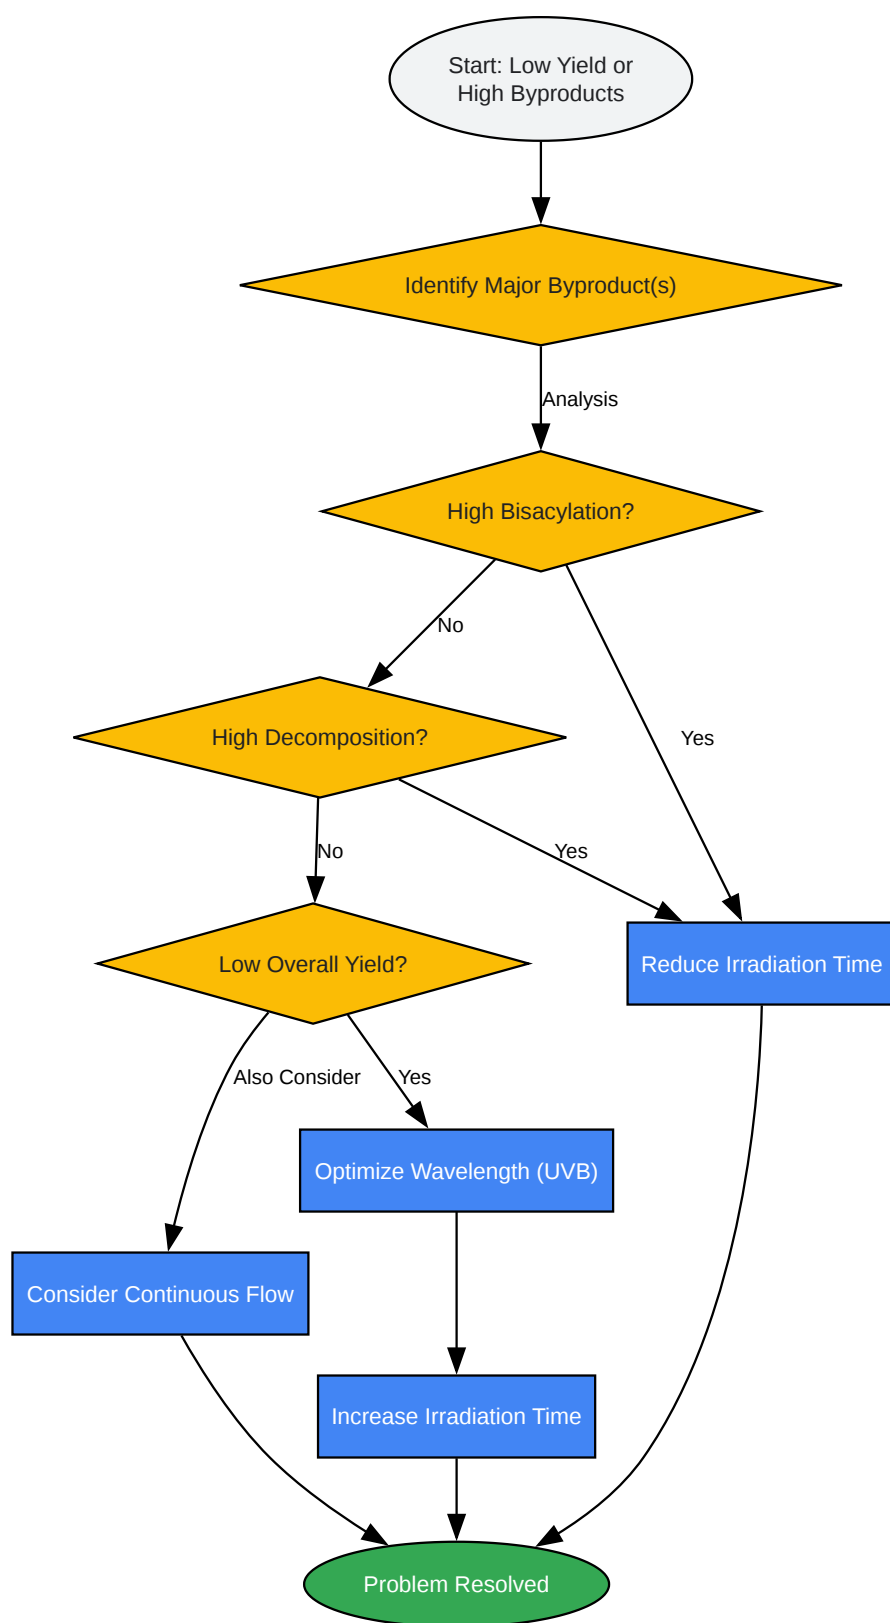 Start: Low Yield or
High Byproducts
Identify Major Byproduct(s)
Analysis
High Bisacylation?
No
High Decomposition?
Yes
No
Yes
Low Overall Yield?
Reduce Irradiation Time
Also Consider
Yes
Optimize Wavelength (UVB)
Consider Continuous Flow
Increase Irradiation Time
Problem Resolved